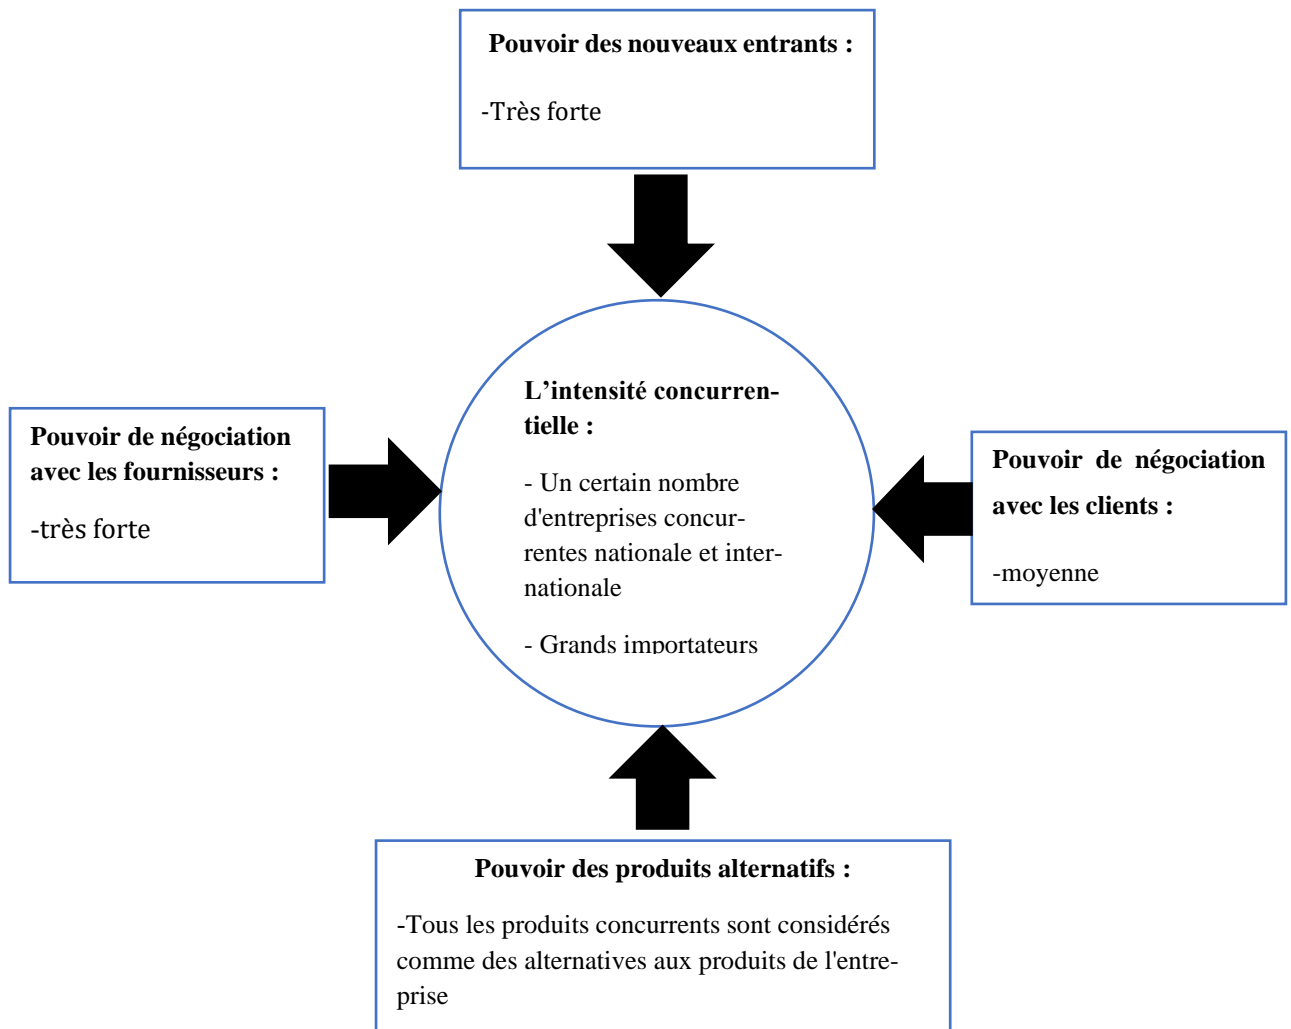 Pouvoir des nouveaux entrants :
-Très forte
L’intensité concurren-
tielle :
- Un certain nombre
d'entreprises concur-
rentes nationale et inter-
nationale
- Grands importateurs
Pouvoir de négociation
avec les fournisseurs :
-très forte
Pouvoir de négociation
avec les clients :
-moyenne
Pouvoir des produits alternatifs :
-Tous les produits concurrents sont considérés
comme des alternatives aux produits de l'entre-
prise